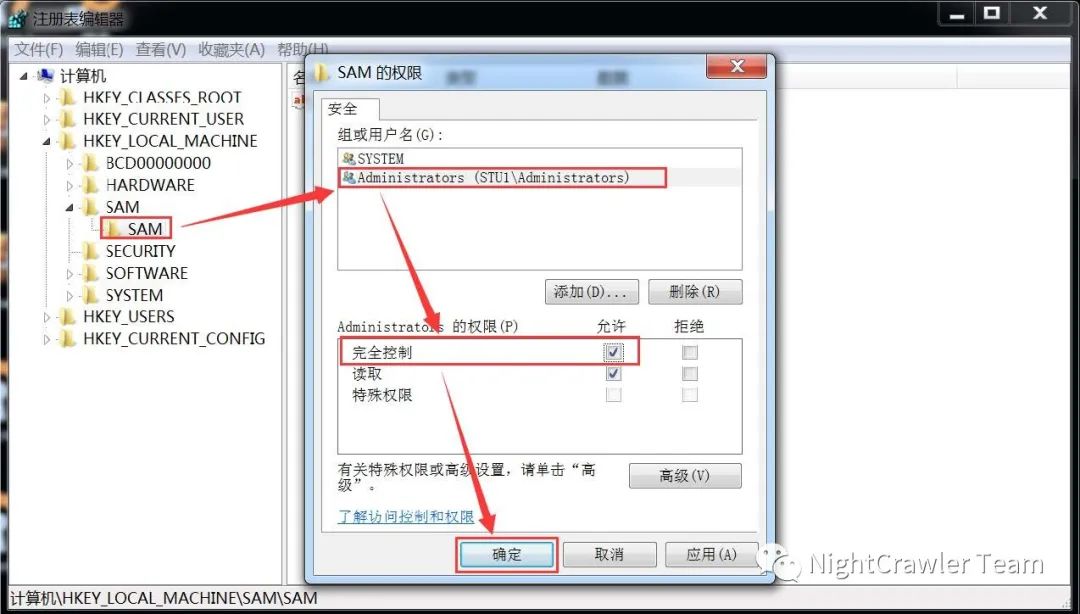 注册表编辑器
文件(F) 编辑(E) 查看(V) 收藏夹(A) 帮助(H)
计算机
HKEY_CLASSES_ROOT
HKEY_CURRENT_USER
HKEY_LOCAL_MACHINE
BCD00000000
HARDWARE
SAM
SAM
SECURITY
SOFTWARE
SYSTEM
HKEY_USERS
HKEY_CURRENT_CONFIG
名
ab
SAM 的权限
安全
组或用户名(G):
SYSTEM
Administrators (STU1\Administrators)
添加(D)... 删除(R)
Administrators 的权限(P) 允许 拒绝
完全控制
读取
特殊权限
有关特殊权限或高级设置，请单击“高
级”。
高级(V)
了解访问控制和权限
确定 取消 应用(A)
NightCrawler Team
计算机\HKEY_LOCAL_MACHINE\SAM\SAM